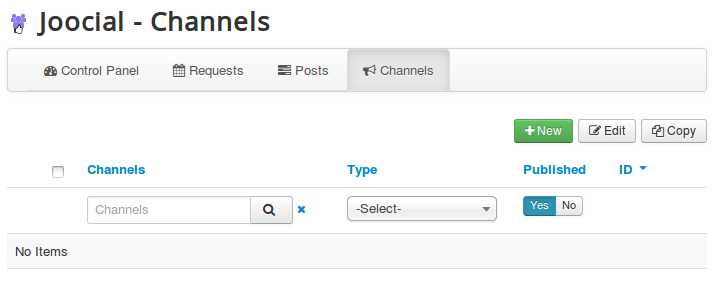 Joocial - Channels
Control Panel Requests Posts Channels
New Edit Copy
Channels Type Published ID
Channels -Select- Yes No
No Items